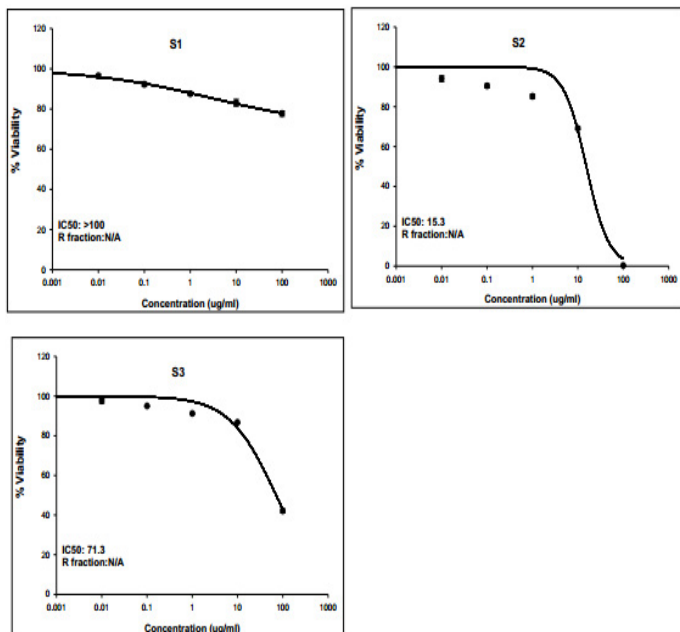 S1
120
100
80
60
40
20
0
% Viability
IC50: >100
R fraction:N/A
0.001 0.01 0.1 1 10 100 1000
Concentration (ug/ml)
S2
120
100
80
60
40
20
0
% Viability
IC50: 15.3
R fraction:N/A
0.001 0.01 0.1 1 10 100 1000
Concentration (ug/ml)
S3
120
100
80
60
40
20
0
% Viability
IC50: 71.3
R fraction:N/A
0.001 0.01 0.1 1 10 100 1000
Concentration (ug/ml)